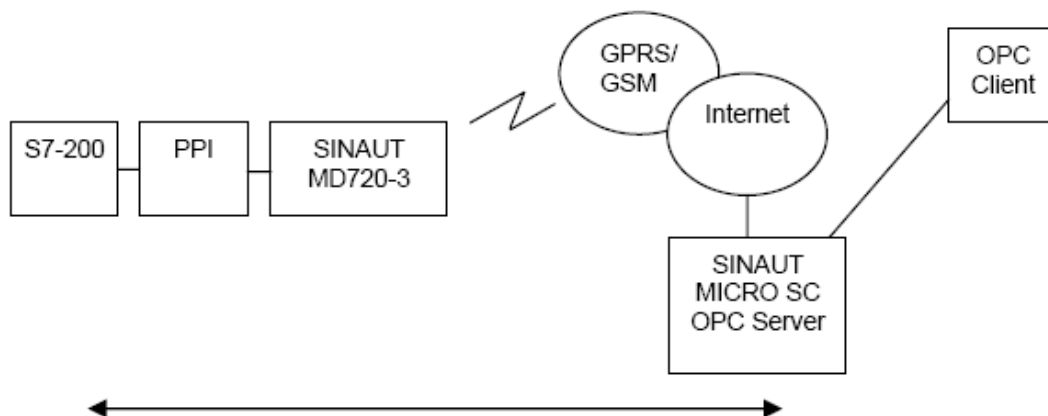 S7-200
PPI
SINAUT
MD720-3
GPRS/
GSM
Internet
OPC
Client
SINAUT
MICRO SC
OPC Server